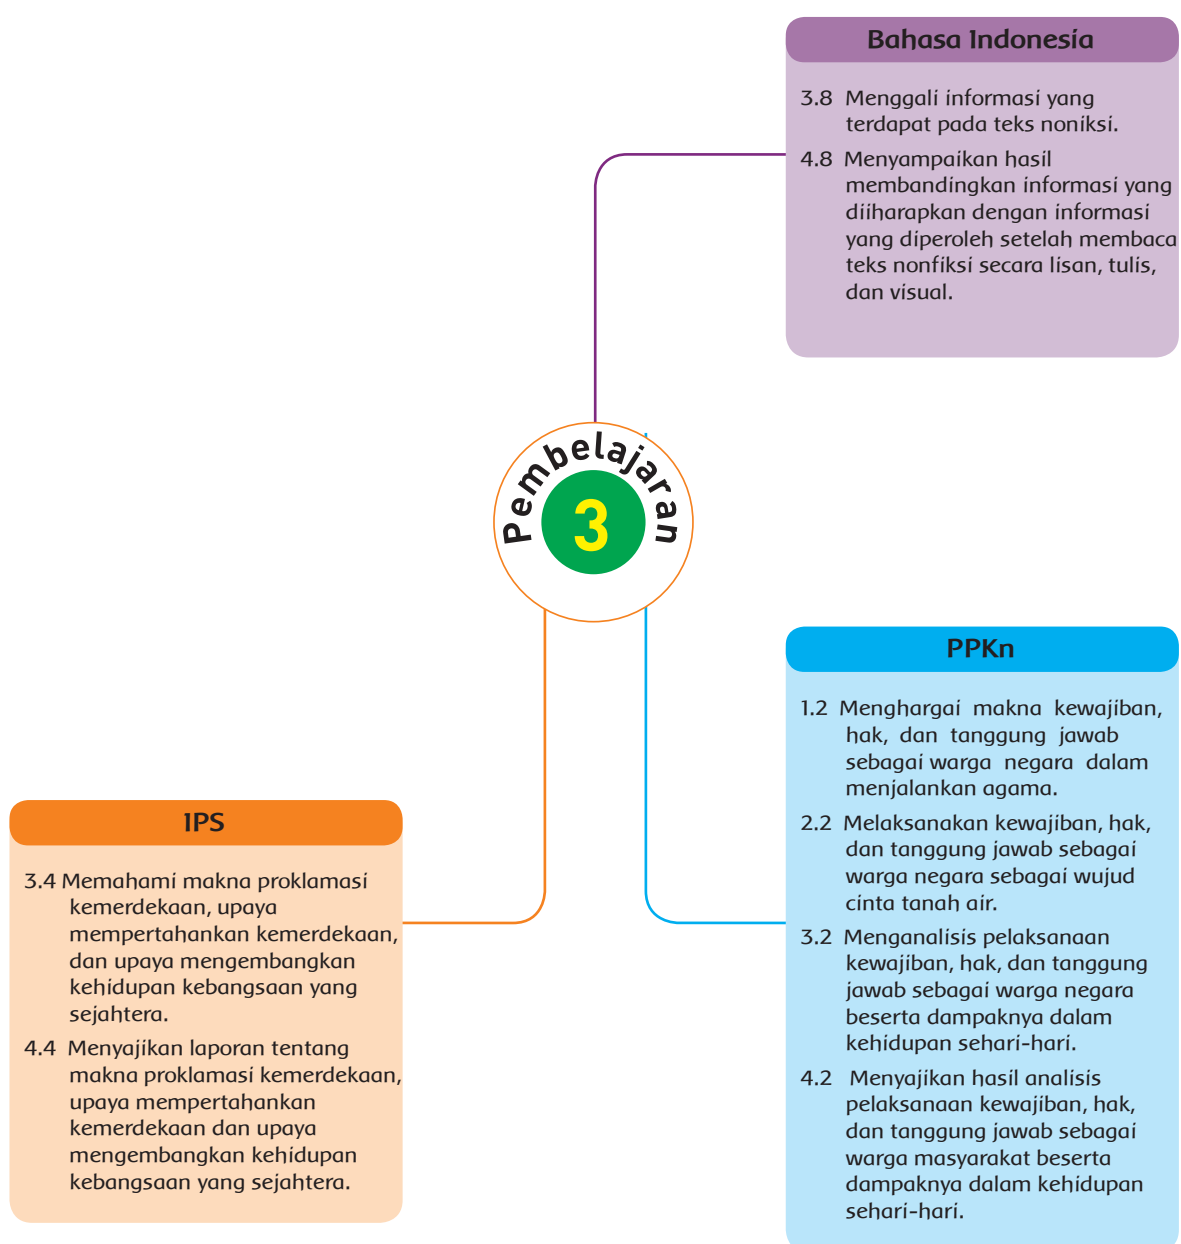 Bahasa Indonesia
3.8 Menggali informasi yang
terdapat pada teks noniksi.
4.8 Menyampaikan hasil
membandingkan informasi yang
diiharapkan dengan informasi
yang diperoleh setelah membaca
teks nonfiksi secara lisan, tulis,
dan visual.
Pembelajaran
3
PPKn
1.2 Menghargai makna kewajiban,
hak, dan tanggung jawab
sebagai warga negara dalam
menjalankan agama.
2.2 Melaksanakan kewajiban, hak,
dan tanggung jawab sebagai
warga negara sebagai wujud
cinta tanah air.
3.2 Menganalisis pelaksanaan
kewajiban, hak, dan tanggung
jawab sebagai warga negara
beserta dampaknya dalam
kehidupan sehari-hari.
4.2 Menyajikan hasil analisis
pelaksanaan kewajiban, hak,
dan tanggung jawab sebagai
warga masyarakat beserta
dampaknya dalam kehidupan
sehari-hari.
IPS
3.4 Memahami makna proklamasi
kemerdekaan, upaya
mempertahankan kemerdekaan,
dan upaya mengembangkan
kehidupan kebangsaan yang
sejahtera.
4.4 Menyajikan laporan tentang
makna proklamasi kemerdekaan,
upaya mempertahankan
kemerdekaan dan upaya
mengembangkan kehidupan
kebangsaan yang sejahtera.